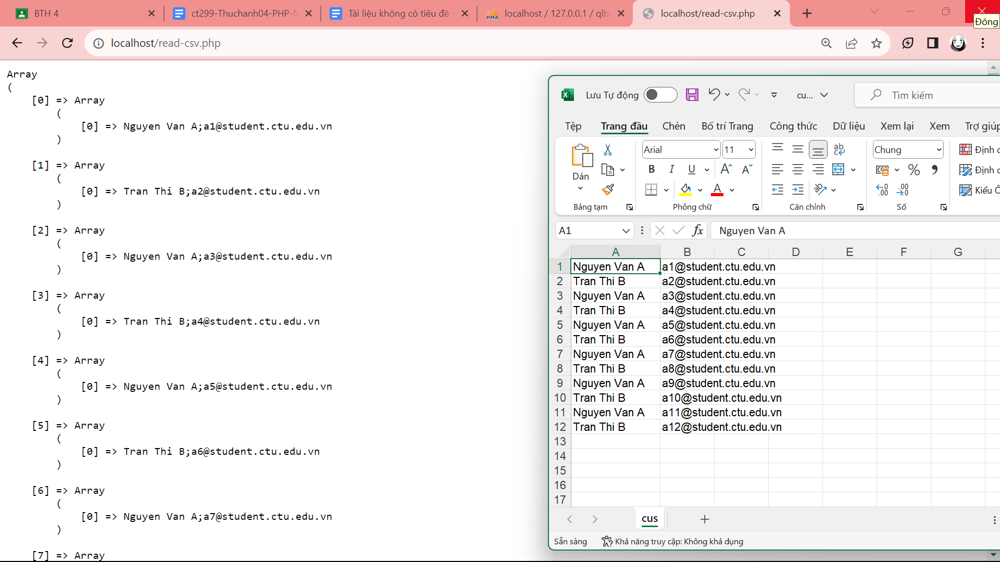 BTH 4
ct299-Thuchanh04-PHP-M
Tài liệu không có tiêu đề -
localhost / 127.0.0.1 / qlba
localhost/read-csv.php
Đóng
localhost/read-csv.php
Array
(
[0] => Array
(
[0] => Nguyen Van A;a1@student.ctu.edu.vn
)
[1] => Array
(
[0] => Tran Thi B;a2@student.ctu.edu.vn
)
[2] => Array
(
[0] => Nguyen Van A;a3@student.ctu.edu.vn
)
[3] => Array
(
[0] => Tran Thi B;a4@student.ctu.edu.vn
)
[4] => Array
(
[0] => Nguyen Van A;a5@student.ctu.edu.vn
)
[5] => Array
(
[0] => Tran Thi B;a6@student.ctu.edu.vn
)
[6] => Array
(
[0] => Nguyen Van A;a7@student.ctu.edu.vn
)
[7] => Array
Lưu Tự động
cu...
Tìm kiếm
Tệp Trang đầu Chèn Bố trí Trang Công thức Dữ liệu Xem lại Xem Trợ giúp
Dán
Arial 11
Chung
Định
Định
Kiểu
Bảng tạm Phông chữ Căn chỉnh Số
A1 fx Nguyen Van A
A B C D E F G
1 Nguyen Van A a1@student.ctu.edu.vn
2 Tran Thi B a2@student.ctu.edu.vn
3 Nguyen Van A a3@student.ctu.edu.vn
4 Tran Thi B a4@student.ctu.edu.vn
5 Nguyen Van A a5@student.ctu.edu.vn
6 Tran Thi B a6@student.ctu.edu.vn
7 Nguyen Van A a7@student.ctu.edu.vn
8 Tran Thi B a8@student.ctu.edu.vn
9 Nguyen Van A a9@student.ctu.edu.vn
10 Tran Thi B a10@student.ctu.edu.vn
11 Nguyen Van A a11@student.ctu.edu.vn
12 Tran Thi B a12@student.ctu.edu.vn
13
14
15
16
17
cus
Sẵn sàng
Khả năng truy cập: Không khả dụng